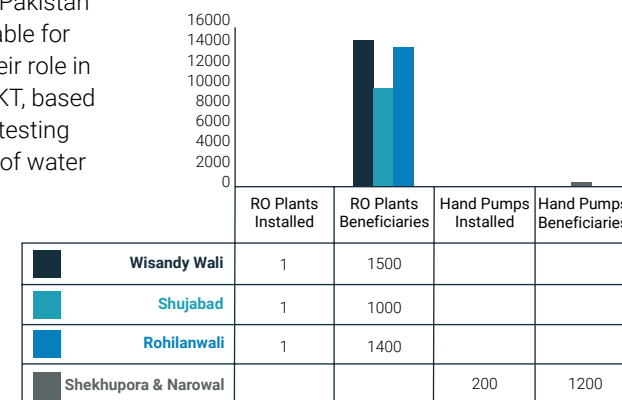 Pakistan
able for
eir role in
KT, based
testing
of water
16000
14000
12000
10000
8000
6000
4000
2000
0
RO Plants Installed
RO Plants Beneficiaries
Hand Pumps Installed
Hand Pumps Beneficiaries
Wisandy Wali 1 1500
Shujabad 1 1000
Rohilanwali 1 1400
Shekhupora & Narowal 200 1200